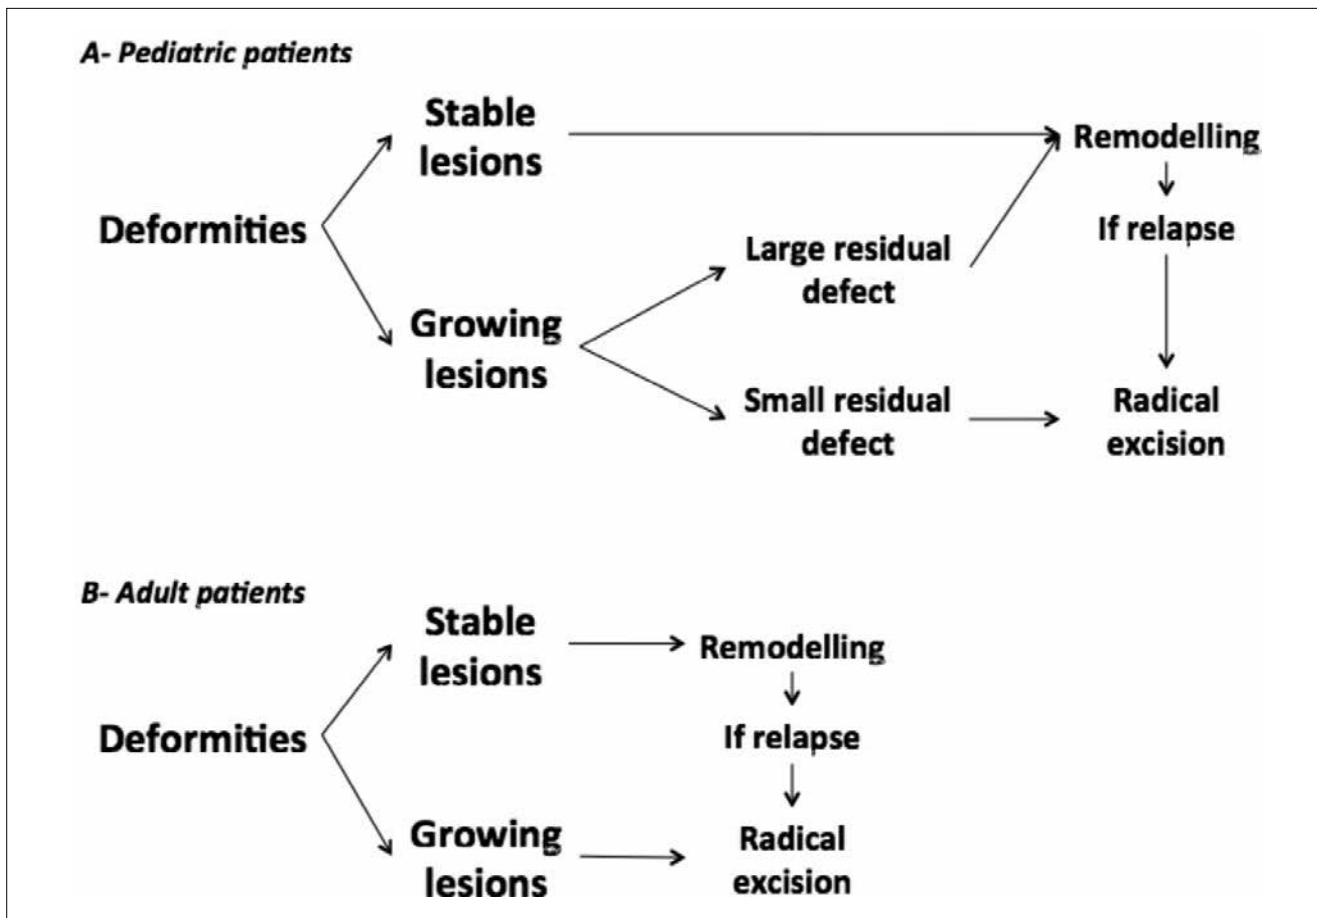 A- Pediatric patients
Stable
lesions
Remodelling
Deformities
If relapse
Large residual
defect
Growing
lesions
Small residual
defect
Radical
excision
B- Adult patients
Stable
lesions
Remodelling
Deformities
If relapse
Growing
lesions
Radical
excision